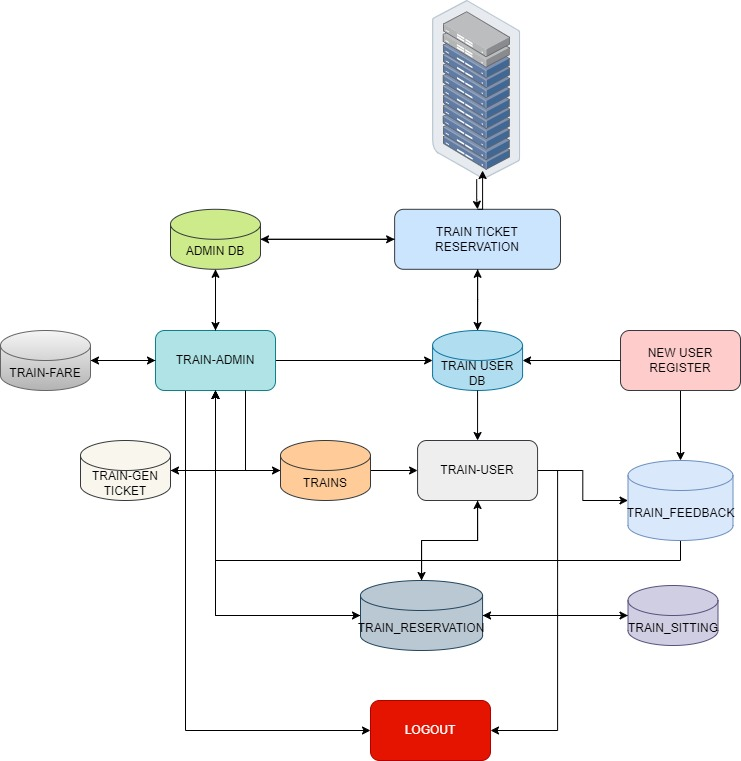 TRAIN TICKET
RESERVATION
ADMIN DB
TRAIN-FARE
TRAIN-ADMIN
TRAIN USER
DB
NEW USER
REGISTER
TRAIN-GEN
TICKET
TRAINS
TRAIN-USER
TRAIN_FEEDBACK
TRAIN_RESERVATION
TRAIN_SITTING
LOGOUT